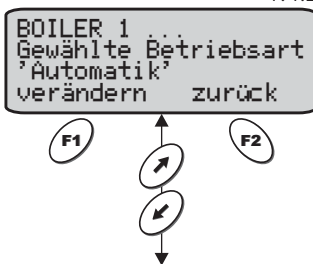 BOILER 1 ...
Gewählte Betriebsart
'Automatik'
verändern zurück
F1 F2